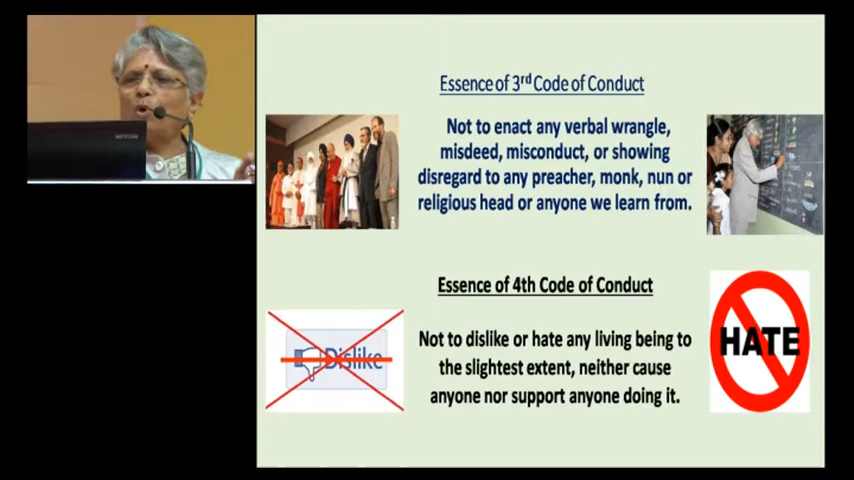 Essence of 3rd Code of Conduct
Not to enact any verbal wrangle,
misdeed, misconduct, or showing
disregard to any preacher, monk, nun or
religious head or anyone we learn from.
Essence of 4th Code of Conduct
Dislike
HATE
Not to dislike or hate any living being to
the slightest extent, neither cause
anyone nor support anyone doing it.